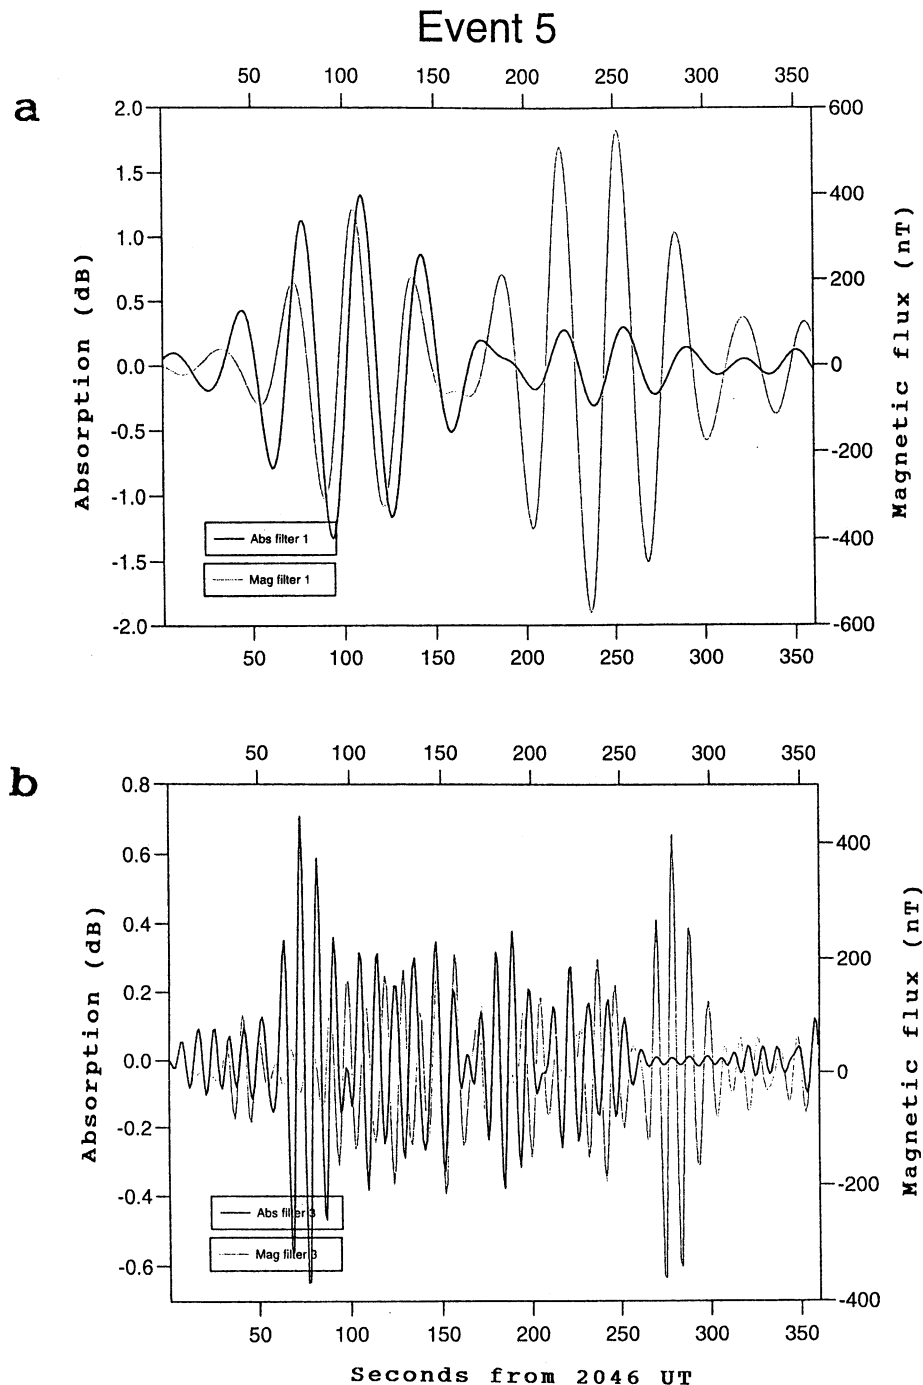 Event 5
50 100 150 200 250 300 350
a
2.0 600
1.5
400
1.0
200
0.5
0.0 0
-0.5
-200
-1.0
-400
-1.5
-2.0 -600
Absorption (dB)
Magnetic flux (nT)
Abs filter 1
Mag filter 1
50 100 150 200 250 300 350
50 100 150 200 250 300 350
b
0.8
400
0.6
0.4
200
0.2
0.0 0
-0.2
-200
-0.4
-0.6
-400
Absorption (dB)
Magnetic flux (nT)
Abs filter 3
Mag filter 3
50 100 150 200 250 300 350
Seconds from 2046 UT